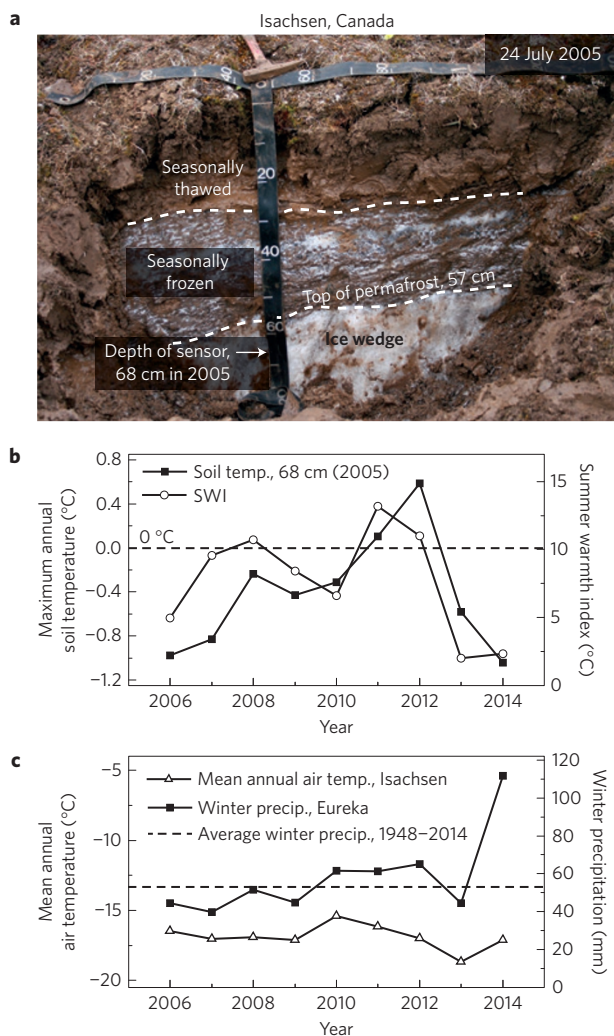 Isachsen, Canada
a
24 July 2005
20
40
0
60
80
Seasonally
thawed
20
40
Seasonally
frozen
Top of permafrost, 57 cm
60
Ice wedge
Depth of sensor,
68 cm in 2005
b
Soil temp., 68 cm (2005)
SWI
0 °C
0.8
0.4
0.0
−0.4
−0.8
−1.2
Maximum annual
soil temperature (°C)
15
10
5
0
Summer warmth index (°C)
2006 2008 2010 2012 2014
Year
c
Mean annual air temp., Isachsen
Winter precip., Eureka
Average winter precip., 1948–2014
−5
−10
−15
−20
Mean annual
air temperature (°C)
120
100
80
60
40
20
0
Winter precipitation (mm)
2006 2008 2010 2012 2014
Year